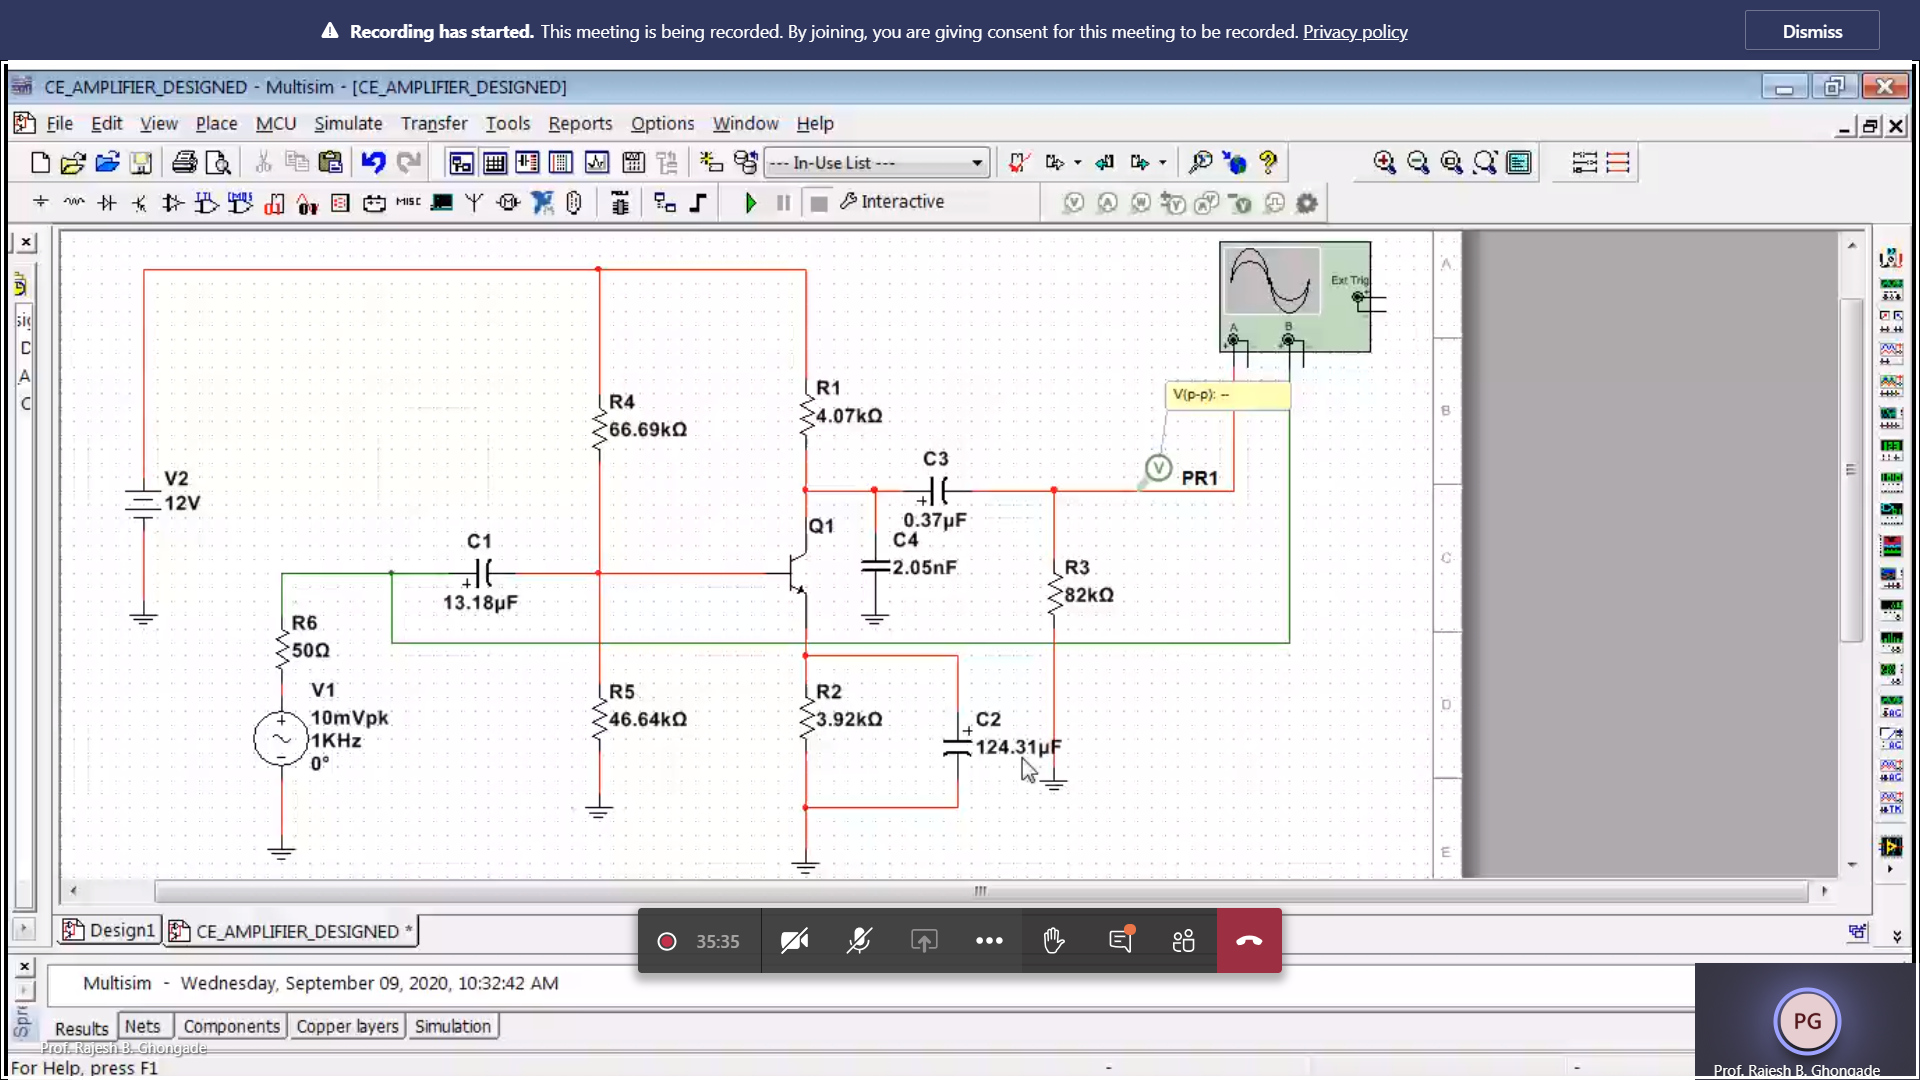 Recording has started. This meeting is being recorded. By joining, you are giving consent for this meeting to be recorded. Privacy policy
Dismiss
CE_AMPLIFIER_DESIGNED - Multisim - [CE_AMPLIFIER_DESIGNED]
File Edit View Place MCU Simulate Transfer Tools Reports Options Window Help
--- In-Use List ---
MISC
Interactive
Ext Trig
A B
V(p-p): --
PR1
V2
12V
R4
66.69kΩ
R1
4.07kΩ
C3
0.37µF
Q1
C4
2.05nF
C1
13.18µF
R3
82kΩ
R6
50Ω
V1
10mVpk
1KHz
0°
R5
46.64kΩ
R2
3.92kΩ
C2
124.31µF
A
B
C
D
E
Design1
CE_AMPLIFIER_DESIGNED *
35:35
Multisim - Wednesday, September 09, 2020, 10:32:42 AM
Results Nets Components Copper layers Simulation
Prof. Rajesh B. Ghongade
For Help, press F1
PG
Prof. Rajesh B. Ghongade